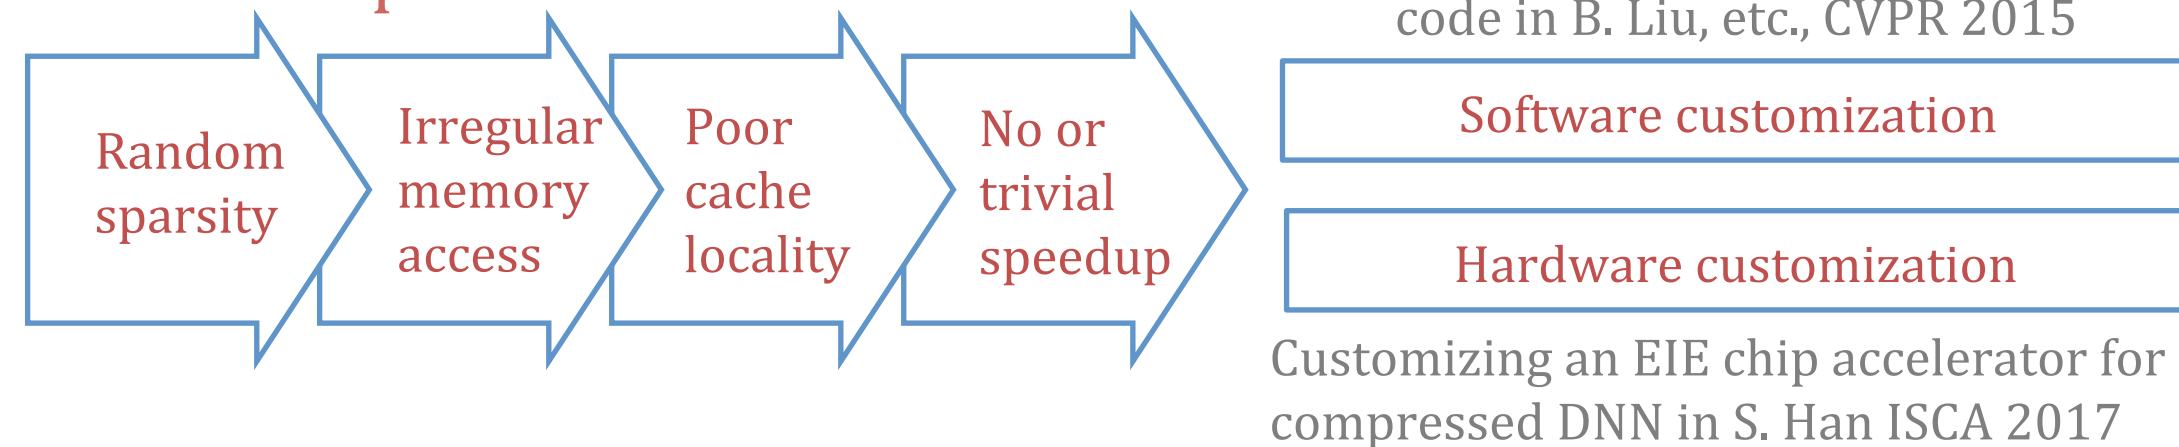 code in B. Liu, etc., CVPR 2015
Random
sparsity
Irregular
memory
access
Poor
cache
locality
No or
trivial
speedup
Software customization
Hardware customization
Customizing an EIE chip accelerator for
compressed DNN in S. Han ISCA 2017